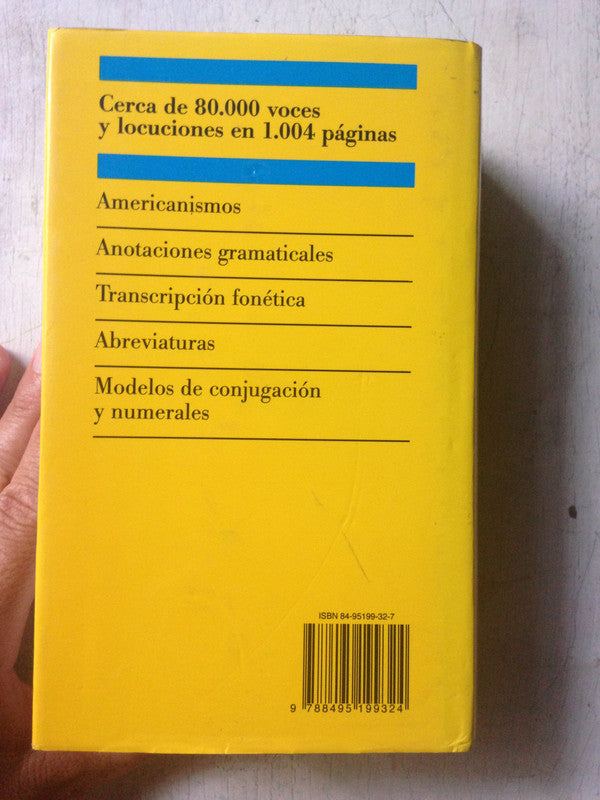 Cerca de 80.000 voces
y locuciones en 1.004 páginas
Americanismos
Anotaciones gramaticales
Transcripción fonética
Abreviaturas
Modelos de conjugación
y numerales
ISBN 84-95199-32-7
9 788495 199324